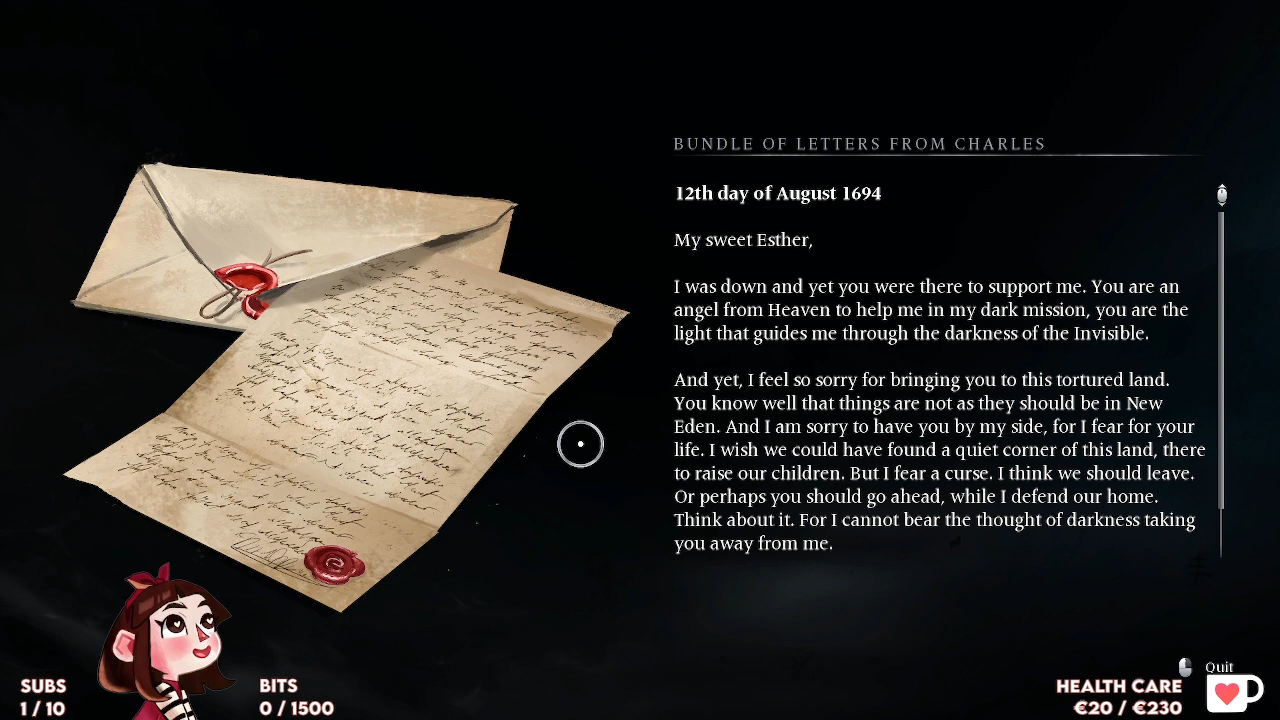 BUNDLE OF LETTERS FROM CHARLES
12th day of August 1694
My sweet Esther,
I was down and yet you were there to support me. You are an
angel from Heaven to help me in my dark mission, you are the
light that guides me through the darkness of the Invisible.
And yet, I feel so sorry for bringing you to this tortured land.
You know well that things are not as they should be in New
Eden. And I am sorry to have you by my side, for I fear for your
life. I wish we could have found a quiet corner of this land, there
to raise our children. But I fear a curse. I think we should leave.
Or perhaps you should go ahead, while I defend our home.
Think about it. For I cannot bear the thought of darkness taking
you away from me.
Quit
SUBS
1 / 10
BITS
0 / 1500
HEALTH CARE
€20 / €230